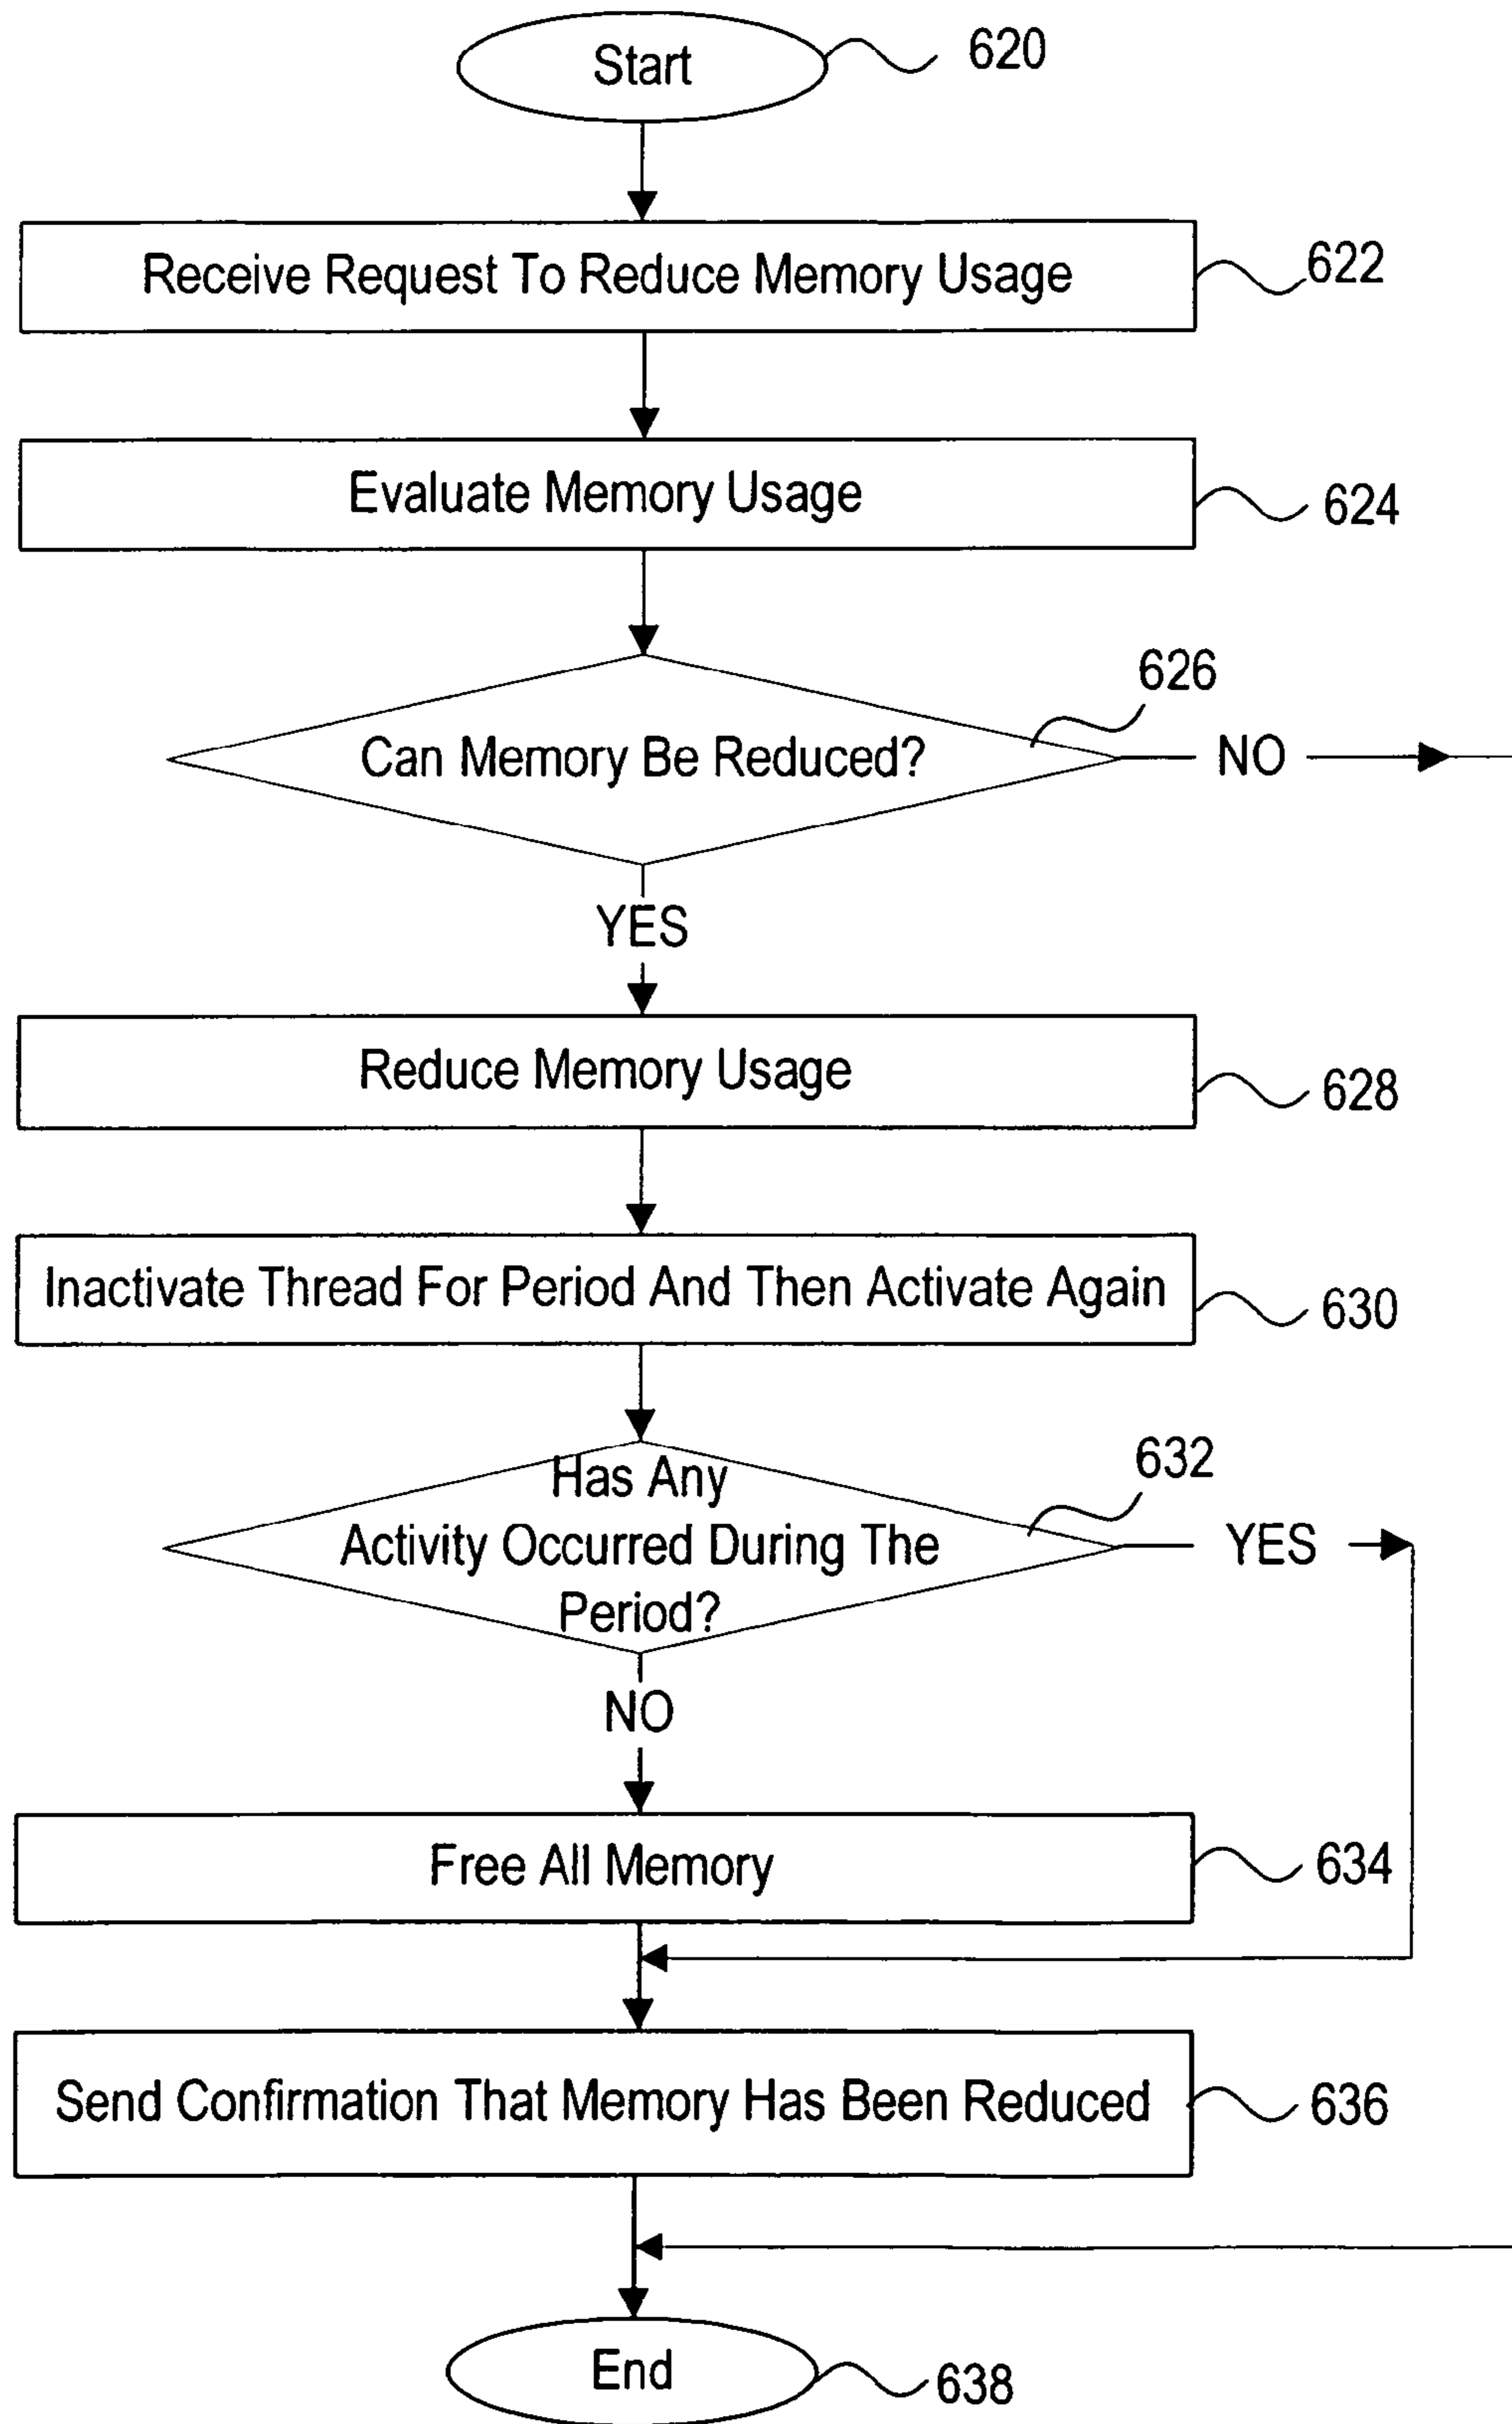 Start
620
Receive Request To Reduce Memory Usage
622
Evaluate Memory Usage
624
626
Can Memory Be Reduced?
NO
YES
Reduce Memory Usage
628
Inactivate Thread For Period And Then Activate Again
630
632
Has Any
Activity Occurred During The
Period?
YES
NO
Free All Memory
634
Send Confirmation That Memory Has Been Reduced
636
End
638